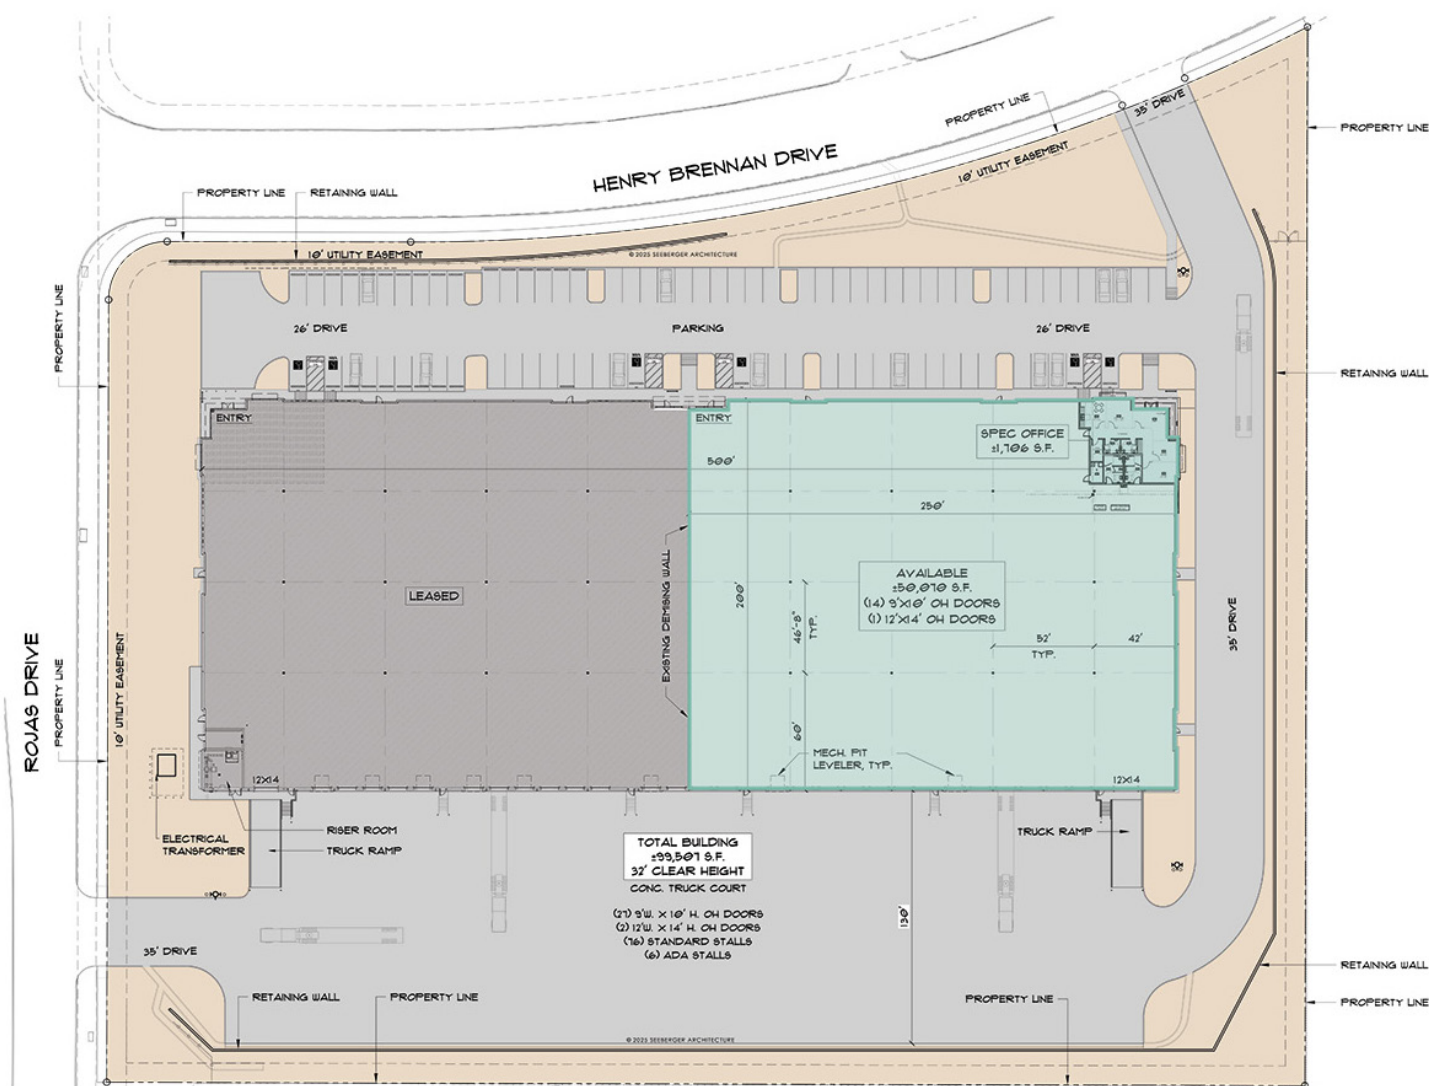 35' DRIVE
PROPERTY LINE
PROPERTY LINE
HENRY BRENNAN DRIVE
10' UTILITY EASEMENT
PROPERTY LINE
RETAINING WALL
10' UTILITY EASEMENT
© 2025 SEEBERGER ARCHITECTURE
PROPERTY LINE
26' DRIVE
PARKING
26' DRIVE
RETAINING WALL
ENTRY
ENTRY
SPEC OFFICE
±1,706 S.F.
500'
250'
EXISTING DEMISING WALL
200'
LEASED
AVAILABLE
±50,070 S.F.
(14) 9'X10' OH DOORS
(1) 12'X14' OH DOORS
46'-8"
TYP.
52'
TYP.
42'
35' DRIVE
ROJAS DRIVE
PROPERTY LINE
10' UTILITY EASEMENT
60'
MECH. PIT
LEVELER, TYP.
12X14
12X14
ELECTRICAL
TRANSFORMER
RISER ROOM
TRUCK RAMP
TRUCK RAMP
TOTAL BUILDING
±99,507 S.F.
32' CLEAR HEIGHT
CONC. TRUCK COURT
(27) 9'W. X 10' H. OH DOORS
(2) 12'W. X 14' H. OH DOORS
(76) STANDARD STALLS
(6) ADA STALLS
130'
35' DRIVE
RETAINING WALL
PROPERTY LINE
PROPERTY LINE
RETAINING WALL
PROPERTY LINE
© 2025 SEEBERGER ARCHITECTURE